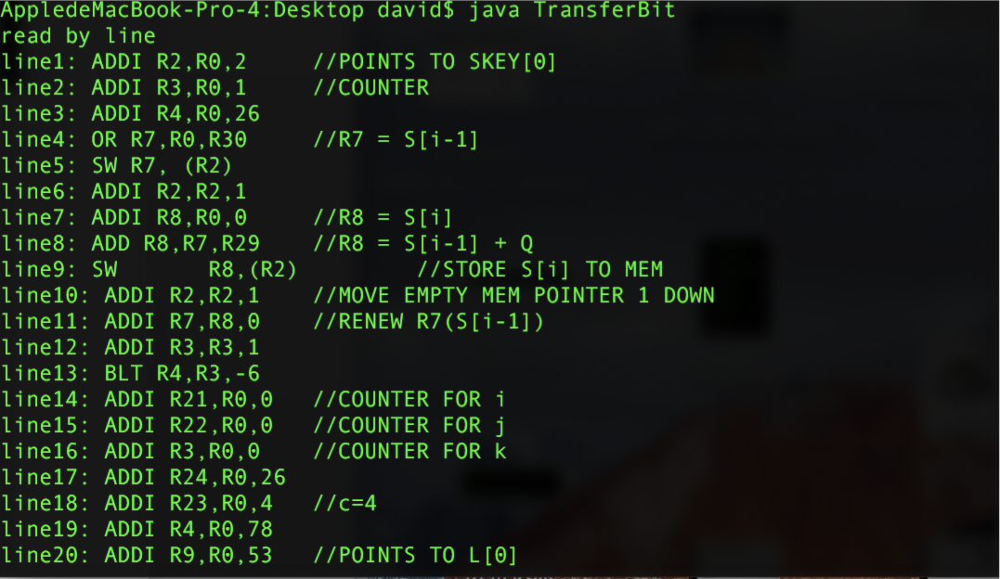 AppledeMacBook-Pro-4:Desktop david$ java TransferBit
read by line
line1: ADDI R2,R0,2     //POINTS TO SKEY[0]
line2: ADDI R3,R0,1     //COUNTER
line3: ADDI R4,R0,26
line4: OR R7,R0,R30     //R7 = S[i-1]
line5: SW R7, (R2)
line6: ADDI R2,R2,1
line7: ADDI R8,R0,0     //R8 = S[i]
line8: ADD R8,R7,R29    //R8 = S[i-1] + Q
line9: SW       R8,(R2)         //STORE S[i] TO MEM
line10: ADDI R2,R2,1    //MOVE EMPTY MEM POINTER 1 DOWN
line11: ADDI R7,R8,0    //RENEW R7(S[i-1])
line12: ADDI R3,R3,1
line13: BLT R4,R3,-6
line14: ADDI R21,R0,0   //COUNTER FOR i
line15: ADDI R22,R0,0   //COUNTER FOR j
line16: ADDI R3,R0,0    //COUNTER FOR k
line17: ADDI R24,R0,26
line18: ADDI R23,R0,4   //c=4
line19: ADDI R4,R0,78
line20: ADDI R9,R0,53   //POINTS TO L[0]